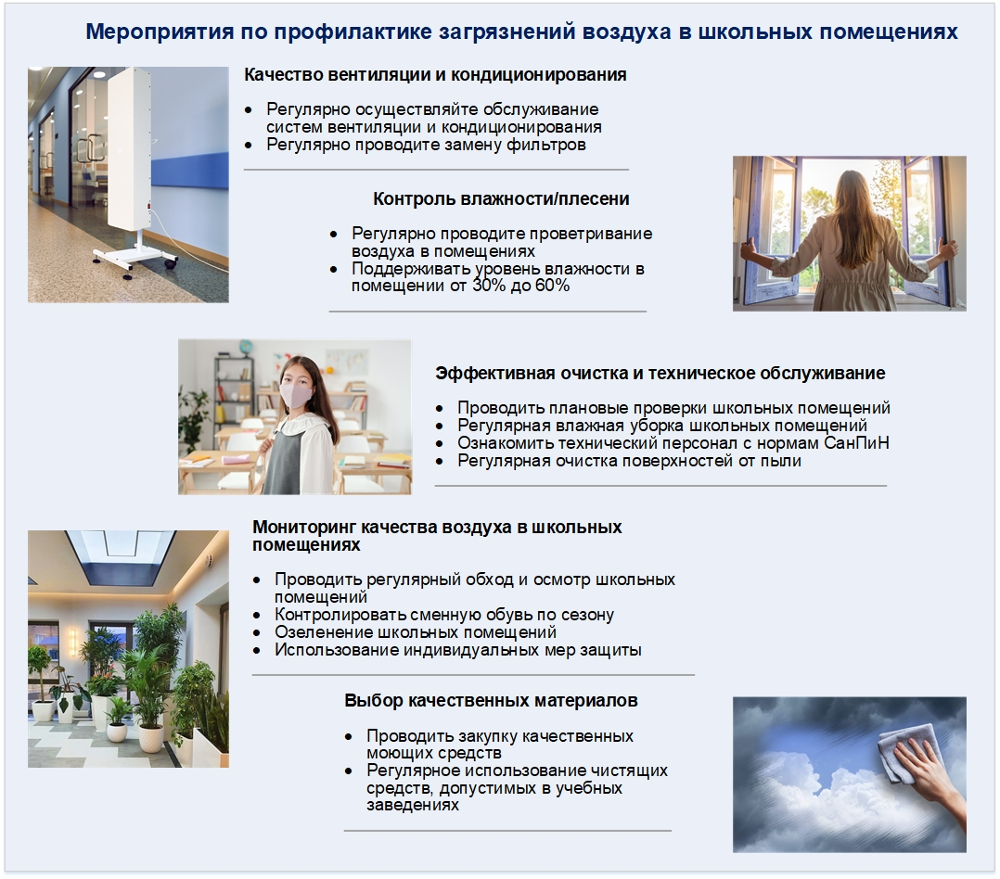 Мероприятия по профилактике загрязнений воздуха в школьных помещениях
Качество вентиляции и кондиционирования
• Регулярно осуществляйте обслуживание
систем вентиляции и кондиционирования
• Регулярно проводите замену фильтров
Контроль влажности/плесени
• Регулярно проводите проветривание
воздуха в помещениях
• Поддерживать уровень влажности в
помещении от 30% до 60%
Эффективная очистка и техническое обслуживание
• Проводить плановые проверки школьных помещений
• Регулярная влажная уборка школьных помещений
• Ознакомить технический персонал с нормам СанПиН
• Регулярная очистка поверхностей от пыли
Мониторинг качества воздуха в школьных
помещениях
• Проводить регулярный обход и осмотр школьных
помещений
• Контролировать сменную обувь по сезону
• Озеленение школьных помещений
• Использование индивидуальных мер защиты
Выбор качественных материалов
• Проводить закупку качественных
моющих средств
• Регулярное использование чистящих
средств, допустимых в учебных
заведениях